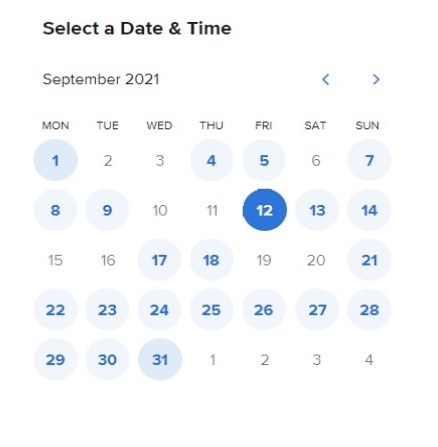 Select a Date & Time
September 2021
MON TUE WED THU FRI SAT SUN
1 2 3 4 5 6 7
8 9 10 11 12 13 14
15 16 17 18 19 20 21
22 23 24 25 26 27 28
29 30 31 1 2 3 4